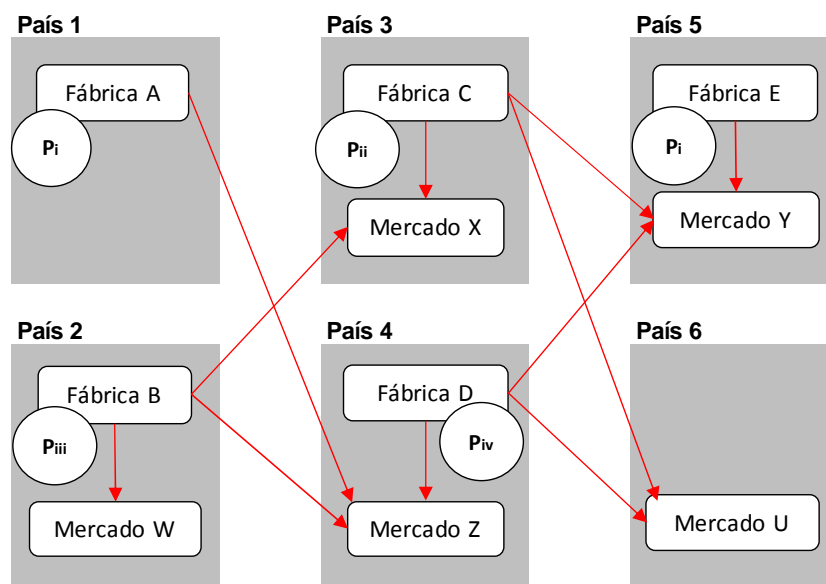 País 1
País 3
País 5
Fábrica A
Fábrica C
Fábrica E
Pi
Pii
Pi
Mercado X
Mercado Y
País 2
País 4
País 6
Fábrica B
Fábrica D
Piii
Piv
Mercado W
Mercado Z
Mercado U